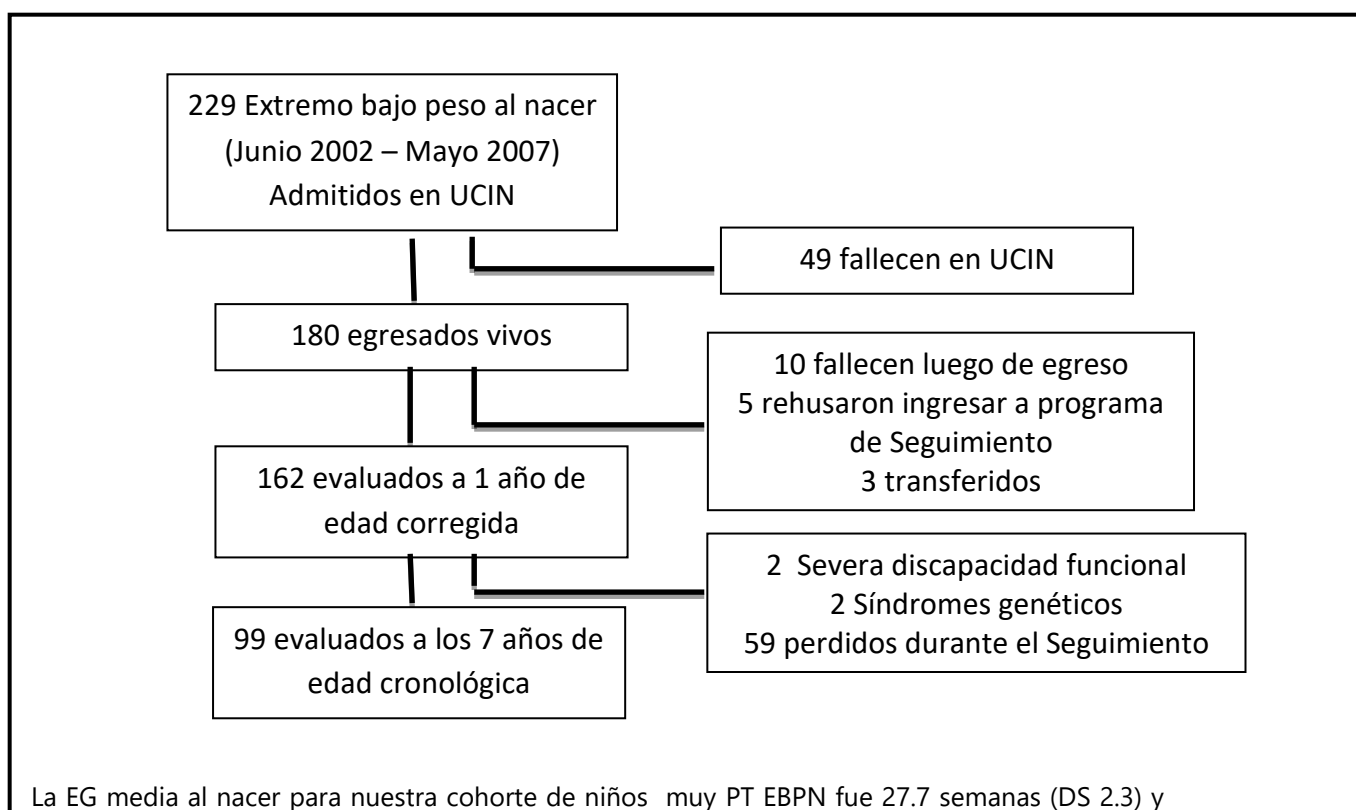 229 Extremo bajo peso al nacer
(Junio 2002 – Mayo 2007)
Admitidos en UCIN
49 fallecen en UCIN
180 egresados vivos
10 fallecen luego de egreso
5 rehusaron ingresar a programa
de Seguimiento
3 transferidos
162 evaluados a 1 año de
edad corregida
2 Severa discapacidad funcional
2 Síndromes genéticos
59 perdidos durante el Seguimiento
99 evaluados a los 7 años de
edad cronológica
La EG media al nacer para nuestra cohorte de niños muy PT EBPN fue 27.7 semanas (DS 2.3) y